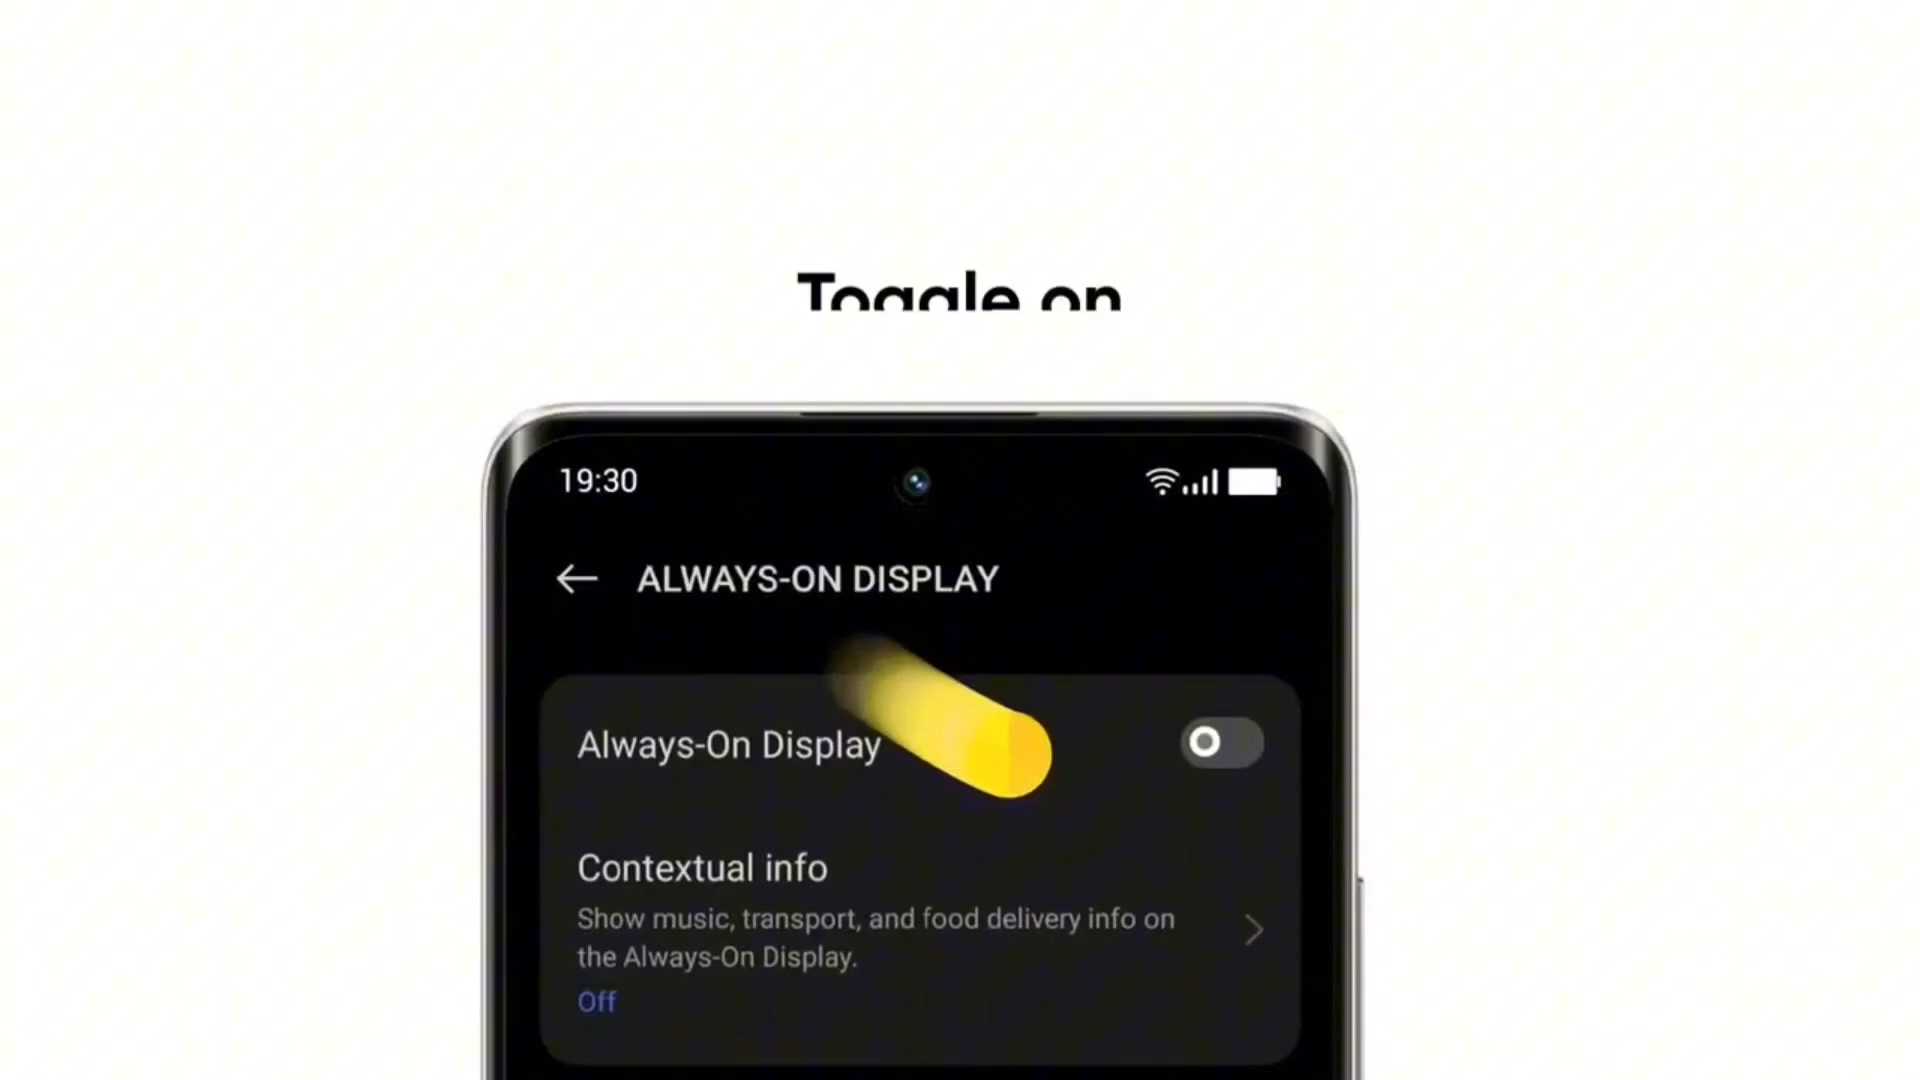 Toggle on
19:30
ALWAYS-ON DISPLAY
Always-On Display
Contextual info
Show music, transport, and food delivery info on
the Always-On Display.
Off